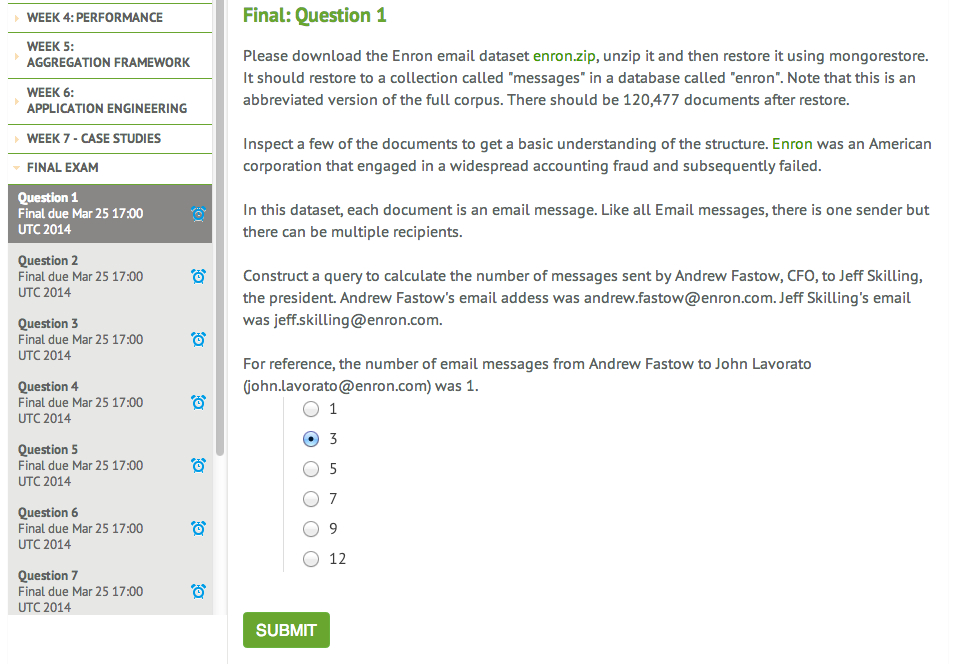 WEEK 4: PERFORMANCE
WEEK 5:
AGGREGATION FRAMEWORK
WEEK 6:
APPLICATION ENGINEERING
WEEK 7 - CASE STUDIES
FINAL EXAM
Question 1
Final due Mar 25 17:00
UTC 2014
Question 2
Final due Mar 25 17:00
UTC 2014
Question 3
Final due Mar 25 17:00
UTC 2014
Question 4
Final due Mar 25 17:00
UTC 2014
Question 5
Final due Mar 25 17:00
UTC 2014
Question 6
Final due Mar 25 17:00
UTC 2014
Question 7
Final due Mar 25 17:00
UTC 2014
Final: Question 1
Please download the Enron email dataset enron.zip, unzip it and then restore it using mongorestore.
It should restore to a collection called "messages" in a database called "enron". Note that this is an
abbreviated version of the full corpus. There should be 120,477 documents after restore.
Inspect a few of the documents to get a basic understanding of the structure. Enron was an American
corporation that engaged in a widespread accounting fraud and subsequently failed.
In this dataset, each document is an email message. Like all Email messages, there is one sender but
there can be multiple recipients.
Construct a query to calculate the number of messages sent by Andrew Fastow, CFO, to Jeff Skilling,
the president. Andrew Fastow's email addess was andrew.fastow@enron.com. Jeff Skilling's email
was jeff.skilling@enron.com.
For reference, the number of email messages from Andrew Fastow to John Lavorato
(john.lavorato@enron.com) was 1.
1
3
5
7
9
12
SUBMIT